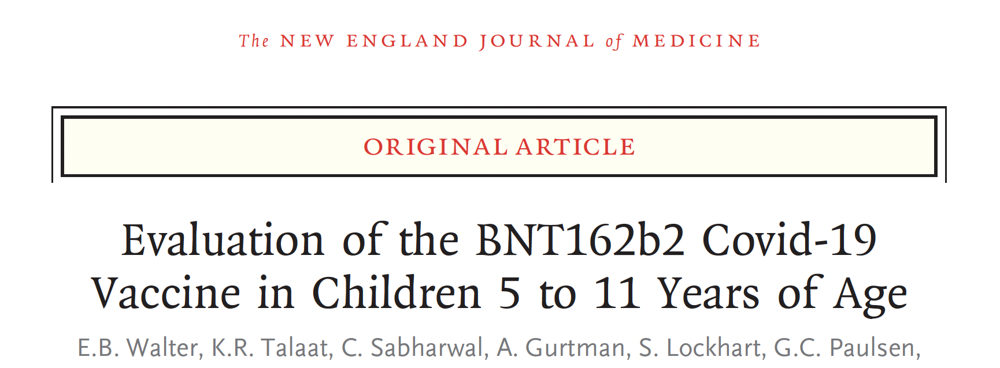 The NEW ENGLAND JOURNAL of MEDICINE
ORIGINAL ARTICLE
Evaluation of the BNT162b2 Covid-19
Vaccine in Children 5 to 11 Years of Age
E.B. Walter, K.R. Talaat, C. Sabharwal, A. Gurtman, S. Lockhart, G.C. Paulsen,